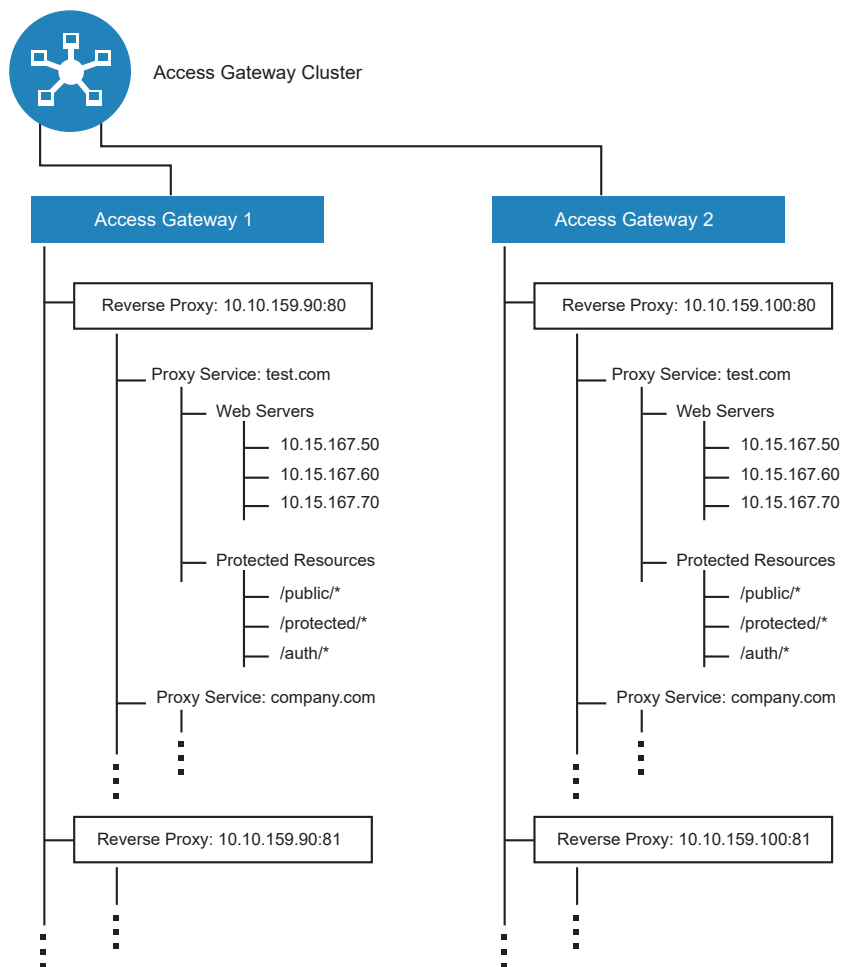 Access Gateway Cluster
Access Gateway 1
Reverse Proxy: 10.10.159.90:80
Proxy Service: test.com
Web Servers
10.15.167.50
10.15.167.60
10.15.167.70
Protected Resources
/public/*
/protected/*
/auth/*
Proxy Service: company.com
Reverse Proxy: 10.10.159.90:81
Access Gateway 2
Reverse Proxy: 10.10.159.100:80
Proxy Service: test.com
Web Servers
10.15.167.50
10.15.167.60
10.15.167.70
Protected Resources
/public/*
/protected/*
/auth/*
Proxy Service: company.com
Reverse Proxy: 10.10.159.100:81